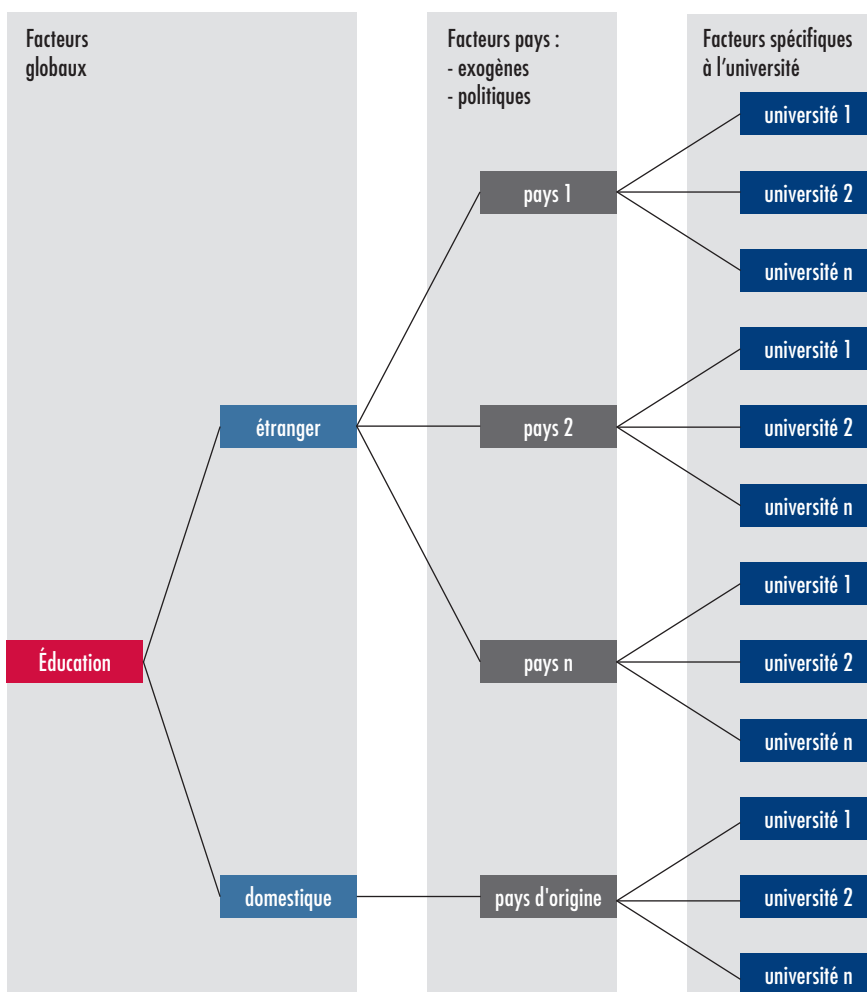 Facteurs
globaux
Facteurs pays :
- exogènes
- politiques
Facteurs spécifiques
à l'université
université 1
université 2
université n
pays 1
université 1
université 2
université n
étranger
pays 2
université 1
université 2
université n
Éducation
pays n
université 1
université 2
université n
domestique
pays d'origine